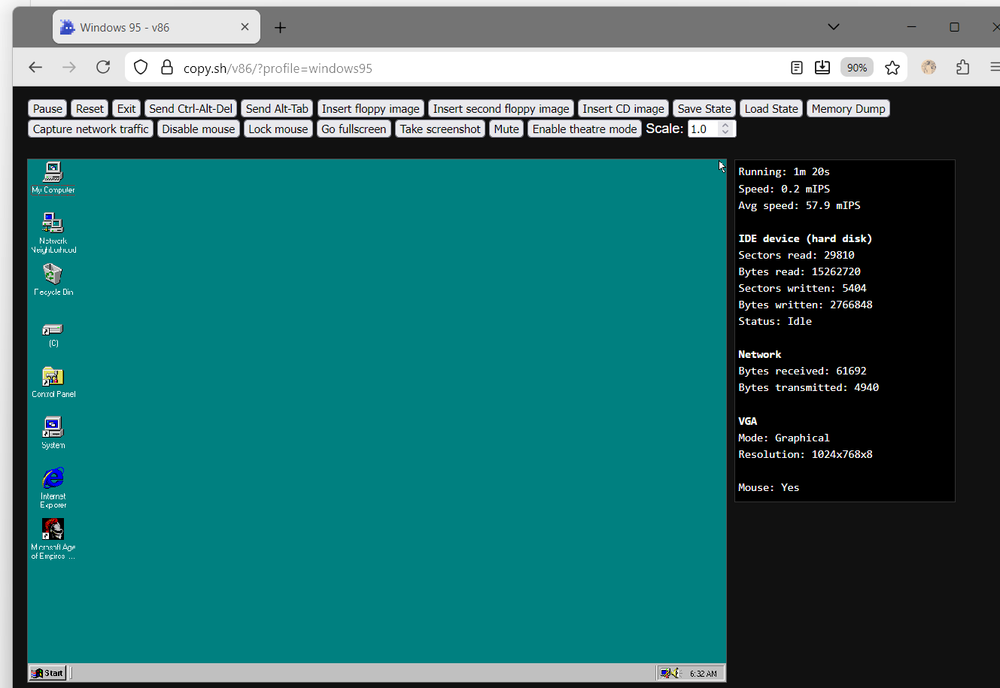 Windows 95 - v86
copy.sh/v86/?profile=windows95
90%
Pause Reset Exit Send Ctrl-Alt-Del Send Alt-Tab Insert floppy image Insert second floppy image Insert CD image Save State Load State Memory Dump
Capture network traffic Disable mouse Lock mouse Go fullscreen Take screenshot Mute Enable theatre mode Scale: 1.0
My Computer
Network
Neighborhood
Recycle Bin
(C)
Control Panel
System
Internet
Explorer
Microsoft Age
of Empires ...
Start
6:32 AM
Running: 1m 20s
Speed: 0.2 mIPS
Avg speed: 57.9 mIPS
IDE device (hard disk)
Sectors read: 29810
Bytes read: 15262720
Sectors written: 5404
Bytes written: 2766848
Status: Idle
Network
Bytes received: 61692
Bytes transmitted: 4940
VGA
Mode: Graphical
Resolution: 1024x768x8
Mouse: Yes